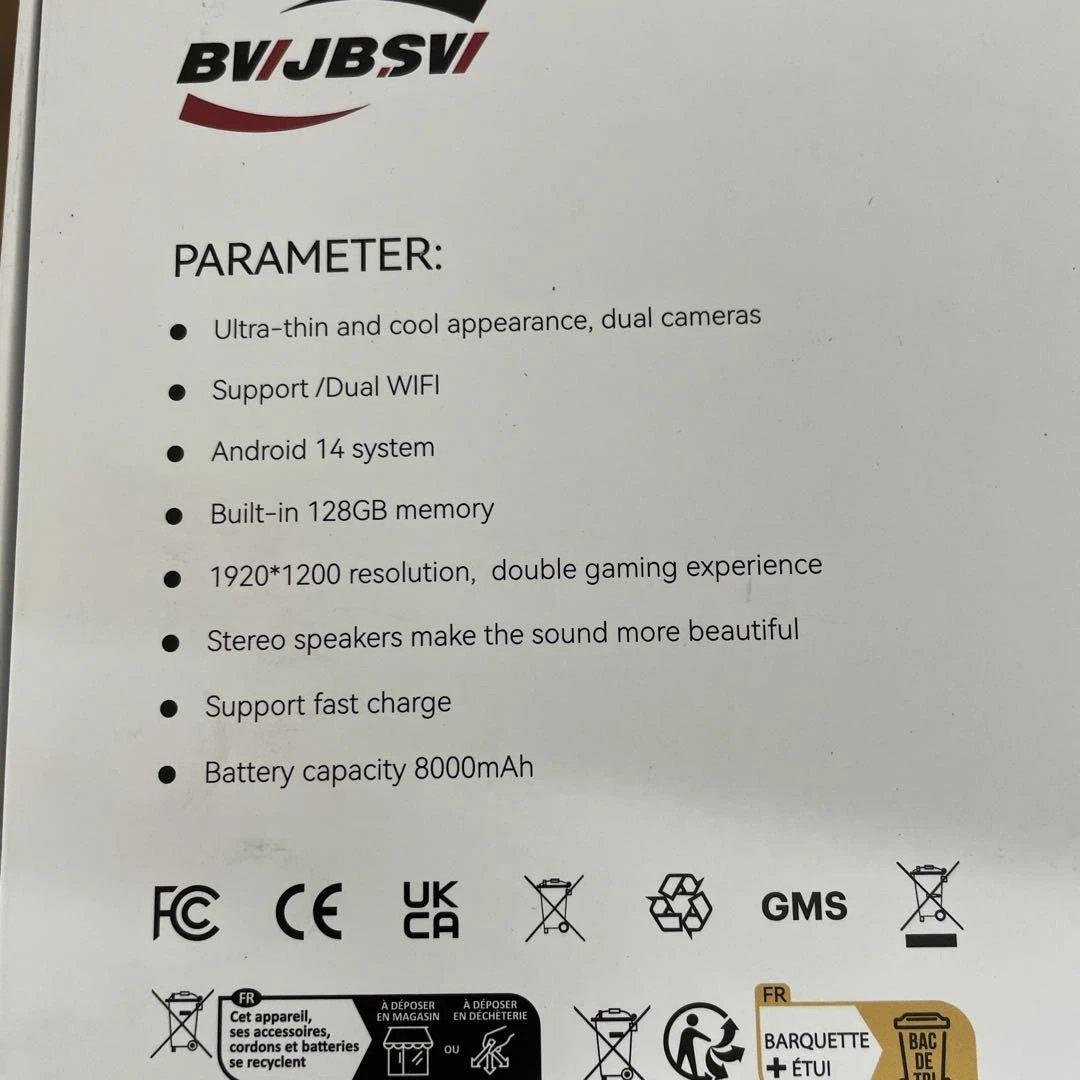 BVIJBSVI
PARAMETER:
Ultra-thin and cool appearance, dual cameras
Support /Dual WIFI
Android 14 system
Built-in 128GB memory
1920*1200 resolution, double gaming experience
Stereo speakers make the sound more beautiful
Support fast charge
Battery capacity 8000mAh
FC CE UK
CA GMS
FR
Cet appareil,
ses accessoires,
cordons et batteries
se recyclent
À DÉPOSER
EN MAGASIN
OU
À DÉPOSER
EN DÉCHÈTERIE
FR
BARQUETTE
+ ÉTUI
BAC
DE
TRI